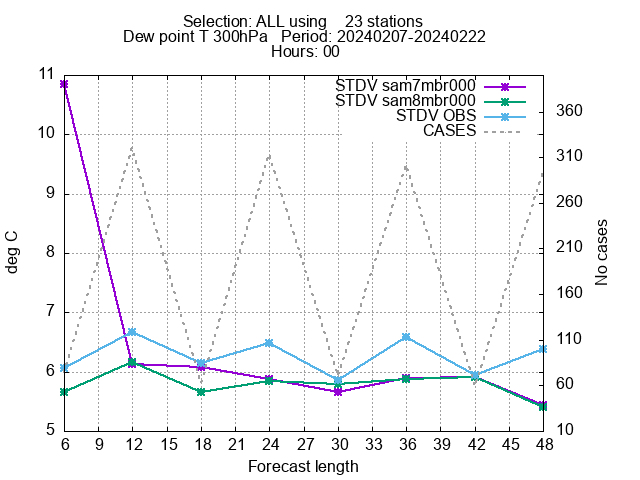 Selection: ALL using    23 stations
Dew point T 300hPa   Period: 20240207-20240222
Hours: 00
STDV sam7mbr000
STDV sam8mbr000
STDV OBS
CASES
11
10
9
8
7
6
5
deg C
360
310
260
210
160
110
60
10
No cases
6 9 12 15 18 21 24 27 30 33 36 39 42 45 48
Forecast length